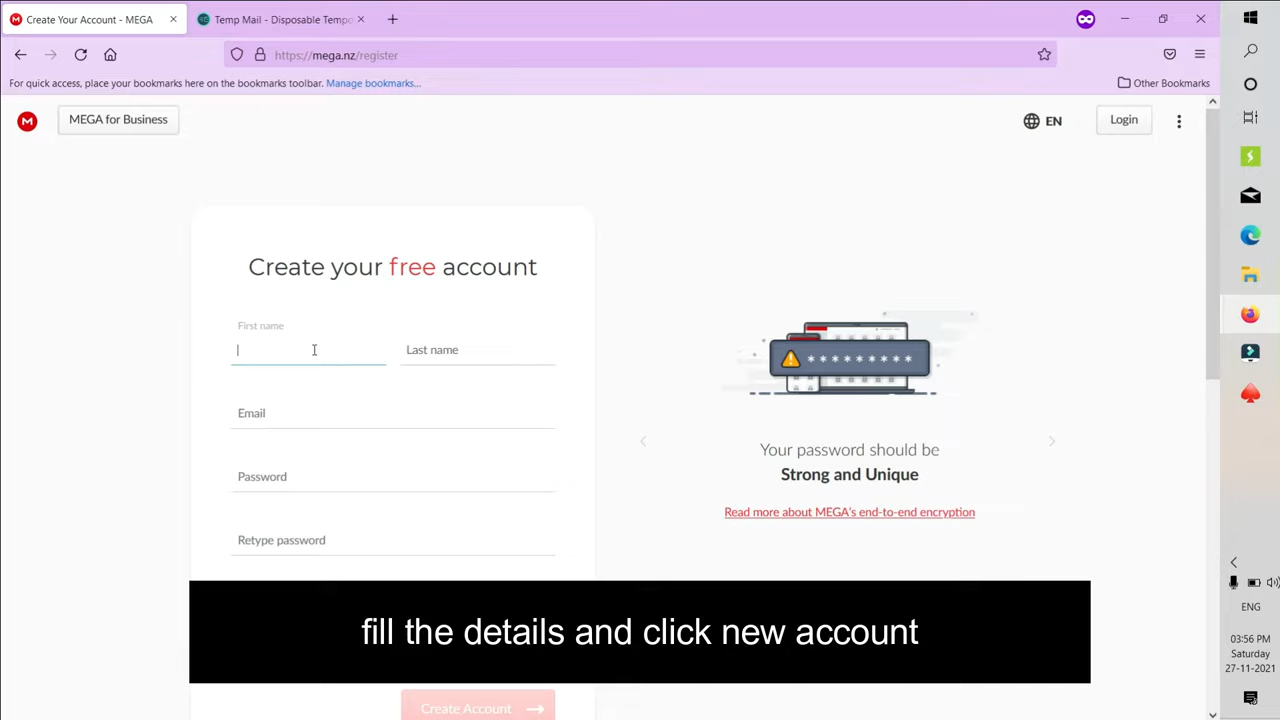 Create Your Account - MEGA
Temp Mail - Disposable Tempo
https://mega.nz/register
For quick access, place your bookmarks here on the bookmarks toolbar. Manage bookmarks...
Other Bookmarks
M
MEGA for Business
EN
Login
Create your free account
First name
Last name
Email
Password
Retype password
* * * * * * * * *
Your password should be
Strong and Unique
Read more about MEGA's end-to-end encryption
fill the details and click new account
Create Account
ENG
03:56 PM
Saturday
27-11-2021